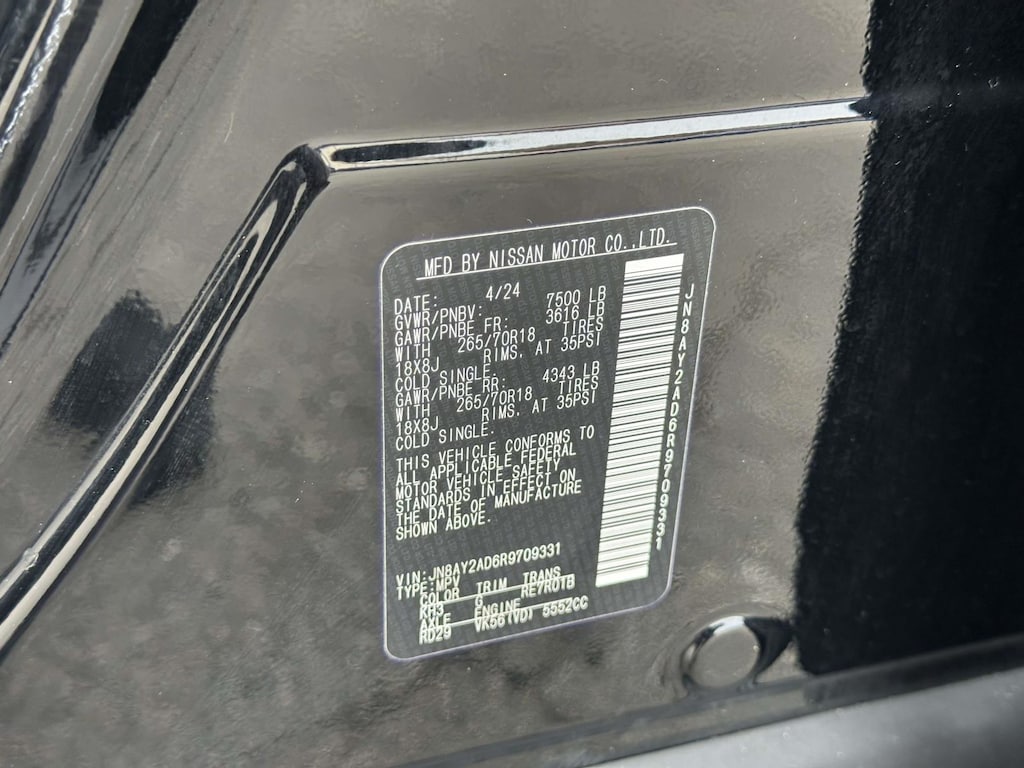 MFD BY NISSAN MOTOR CO.,LTD.
DATE: 4/24
GVWR/PNBV: 7500 LB
GAWR/PNBE FR: 3616 LB
WITH 265/70R18 TIRES
18X8J RIMS, AT 35PSI
COLD SINGLE.
GAWR/PNBE RR: 4343 LB
WITH 265/70R18 TIRES
18X8J RIMS, AT 35PSI
COLD SINGLE.
THIS VEHICLE CONFORMS TO
ALL APPLICABLE FEDERAL
MOTOR VEHICLE SAFETY
STANDARDS IN EFFECT ON
THE DATE OF MANUFACTURE
SHOWN ABOVE.
VIN:JN8AY2AD6R9709331
TYPE:MPV
COLOR TRIM TRANS
KH3 G RE7R01B
AXLE ENGINE
RD29 VK56(VD) 5552CC
JN8AY2AD6R9709331